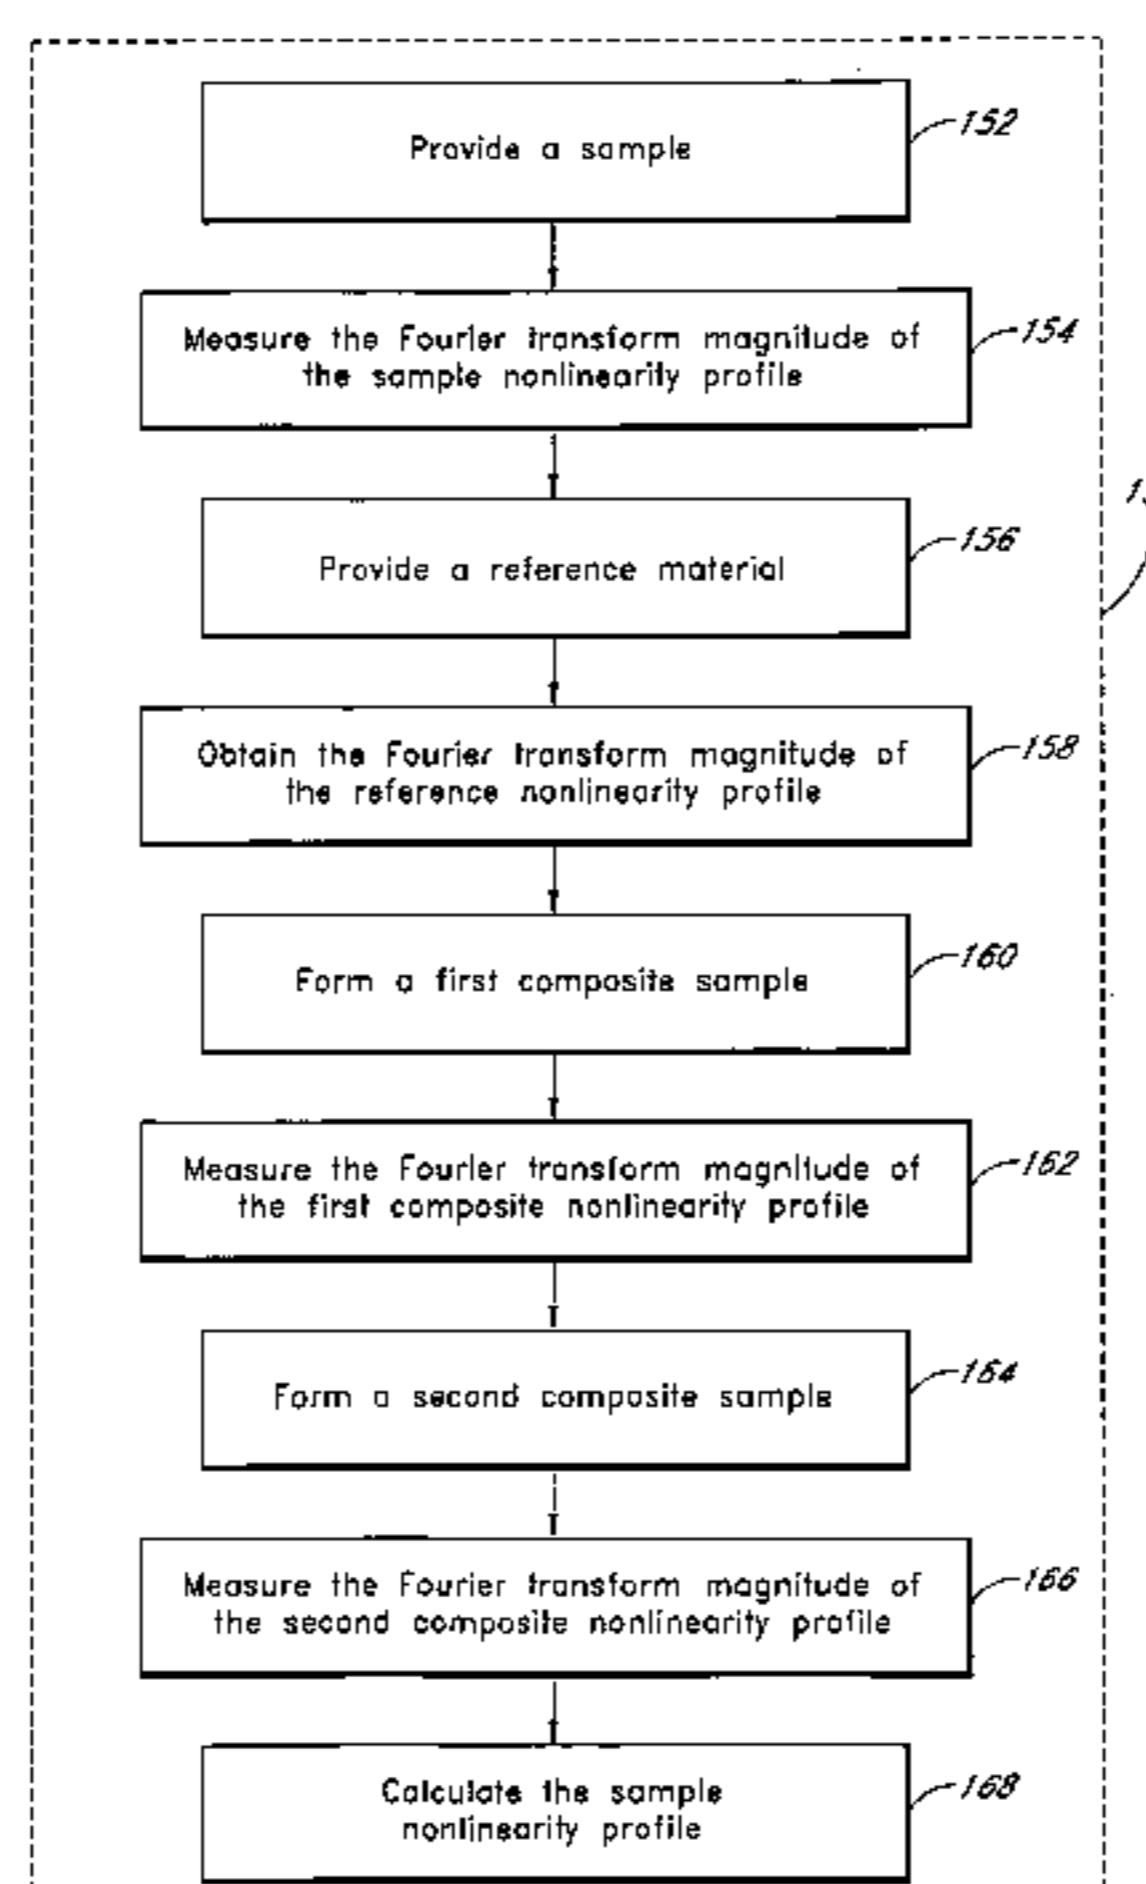 Provide a sample
152
Measure the Fourier transform magnitude of
the sample nonlinearity profile
154
Provide a reference material
156
Obtain the Fourier transform magnitude of
the reference nonlinearity profile
158
Form a first composite sample
160
Measure the Fourier transform magnitude of
the first composite nonlinearity profile
162
Form a second composite sample
164
Measure the Fourier transform magnitude of
the second composite nonlinearity profile
166
Calculate the sample
nonlinearity profile
168